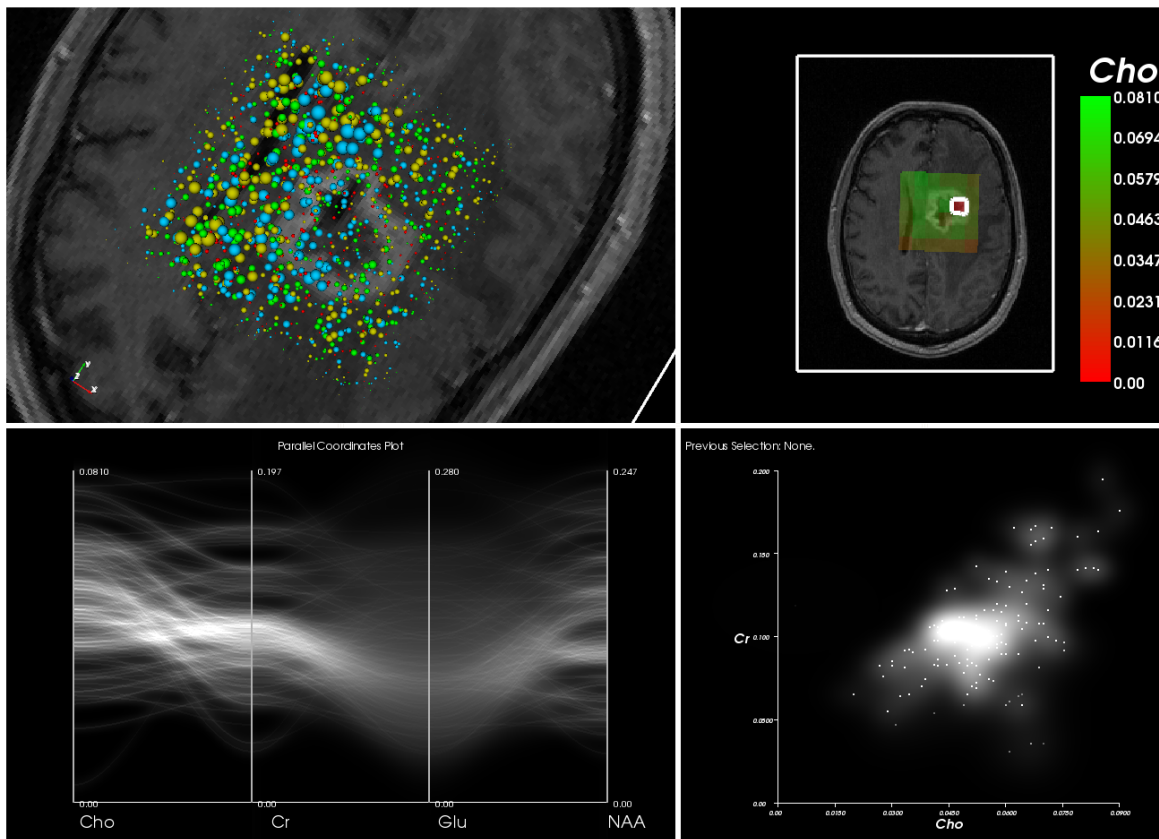 Y
Z
X
Cho
0.0810
0.0694
0.0579
0.0463
0.0347
0.0231
0.0116
0.00
Parallel Coordinates Plot
0.0810 0.197 0.280 0.247
0.00 0.00 0.00 0.00
Cho Cr Glu NAA
Previous Selection: None.
0.200
0.150
Cr 0.100
0.0500
0.00
0.00 0.0150 0.0300 0.0450 0.0600 0.0750 0.0900
Cho